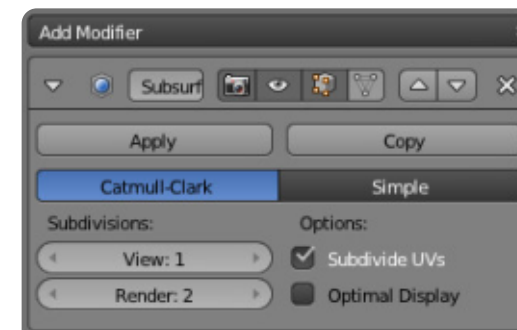 Add Modifier
Subsurf
Apply Copy
Catmull-Clark Simple
Subdivisions: Options:
View: 1 Subdivide UVs
Render: 2 Optimal Display